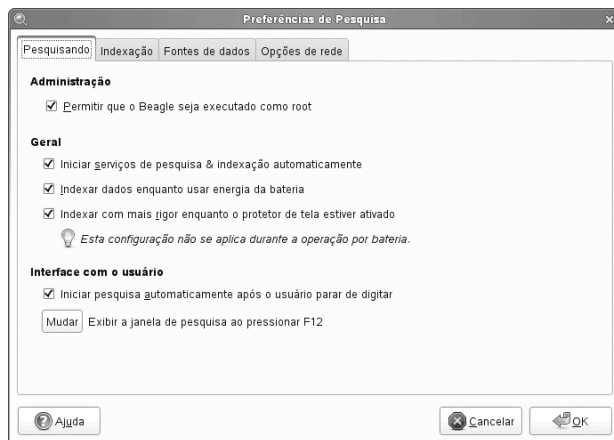 Preferências de Pesquisa
Pesquisando Indexação Fontes de dados Opções de rede
Administração
Permitir que o Beagle seja executado como root
Geral
Iniciar serviços de pesquisa & indexação automaticamente
Indexar dados enquanto usar energia da bateria
Indexar com mais rigor enquanto o protetor de tela estiver ativado
Esta configuração não se aplica durante a operação por bateria.
Interface com o usuário
Iniciar pesquisa automaticamente após o usuário parar de digitar
Mudar Exibir a janela de pesquisa ao pressionar F12
Ajuda Cancelar OK